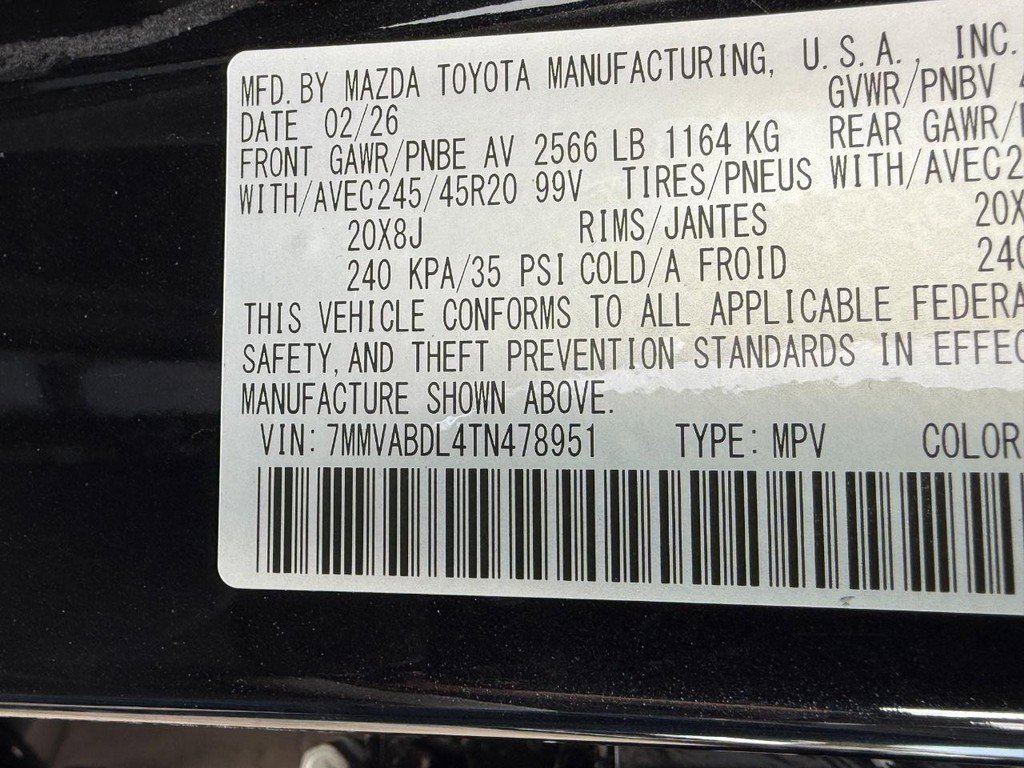 MFD. BY MAZDA TOYOTA MANUFACTURING, U.S.A., INC.
DATE 02/26 GVWR/PNBV
FRONT GAWR/PNBE AV 2566 LB 1164 KG REAR GAWR/
WITH/AVEC245/45R20 99V TIRES/PNEUS WITH/AVEC2
20X8J RIMS/JANTES 20X
240 KPA/35 PSI COLD/A FROID 240
THIS VEHICLE CONFORMS TO ALL APPLICABLE FEDERA
SAFETY, AND THEFT PREVENTION STANDARDS IN EFFEC
MANUFACTURE SHOWN ABOVE.
VIN: 7MMVABDL4TN478951 TYPE: MPV COLOR